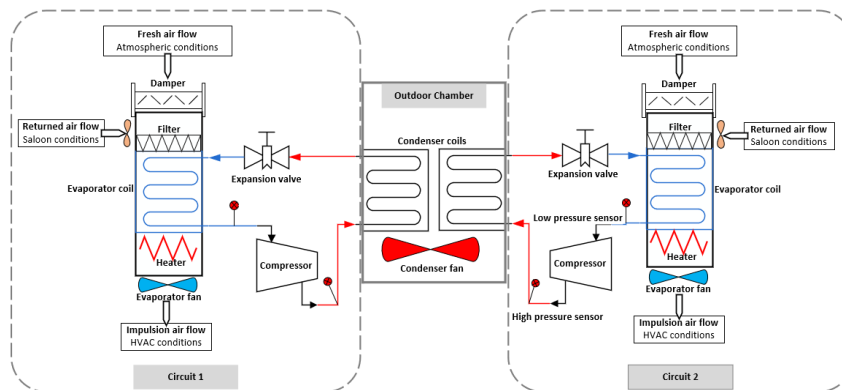 Fresh air flow
Atmospheric conditions
Damper
Returned air flow
Saloon conditions
Filter
Evaporator coil
Expansion valve
Heater
Compressor
Evaporator fan
Impulsion air flow
HVAC conditions
Circuit 1
Outdoor Chamber
Condenser coils
Condenser fan
Fresh air flow
Atmospheric conditions
Damper
Filter
Returned air flow
Saloon conditions
Expansion valve
Evaporator coil
Low pressure sensor
Compressor
Heater
Evaporator fan
High pressure sensor
Impulsion air flow
HVAC conditions
Circuit 2